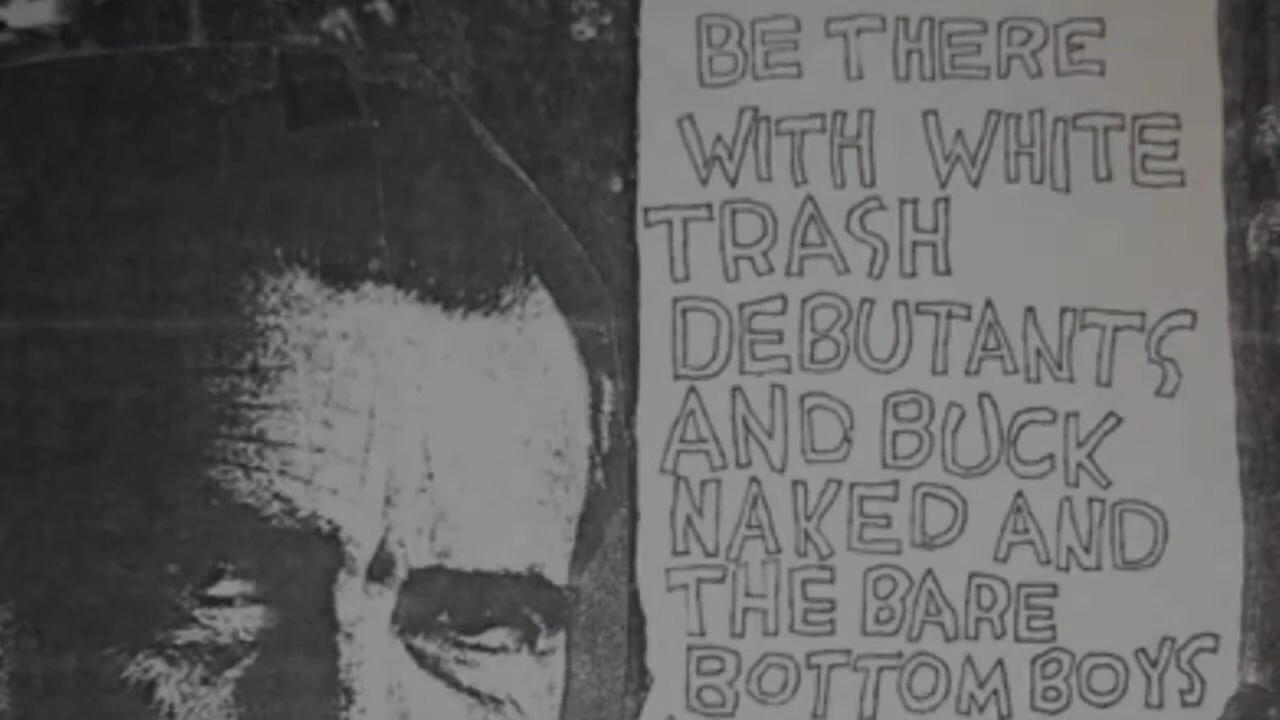 BE THERE
WITH WHITE
TRASH
DEBUTANTS
AND BUCK
NAKED AND
THE BARE
BOTTOM BOYS